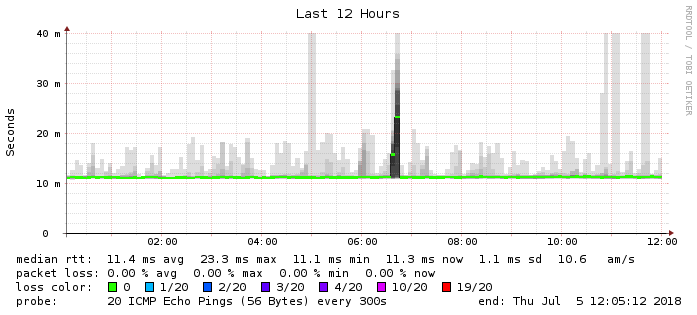 Last 12 Hours
RRDTOOL / TOBI OETIKER
Seconds
40 m
30 m
20 m
10 m
0
02:00 04:00 06:00 08:00 10:00 12:00
median rtt: 11.4 ms avg 23.3 ms max 11.1 ms min 11.3 ms now 1.1 ms sd 10.6 am/s
packet loss: 0.00 % avg 0.00 % max 0.00 % min 0.00 % now
loss color: 0 1/20 2/20 3/20 4/20 10/20 19/20
probe: 20 ICMP Echo Pings (56 Bytes) every 300s end: Thu Jul 5 12:05:12 2018